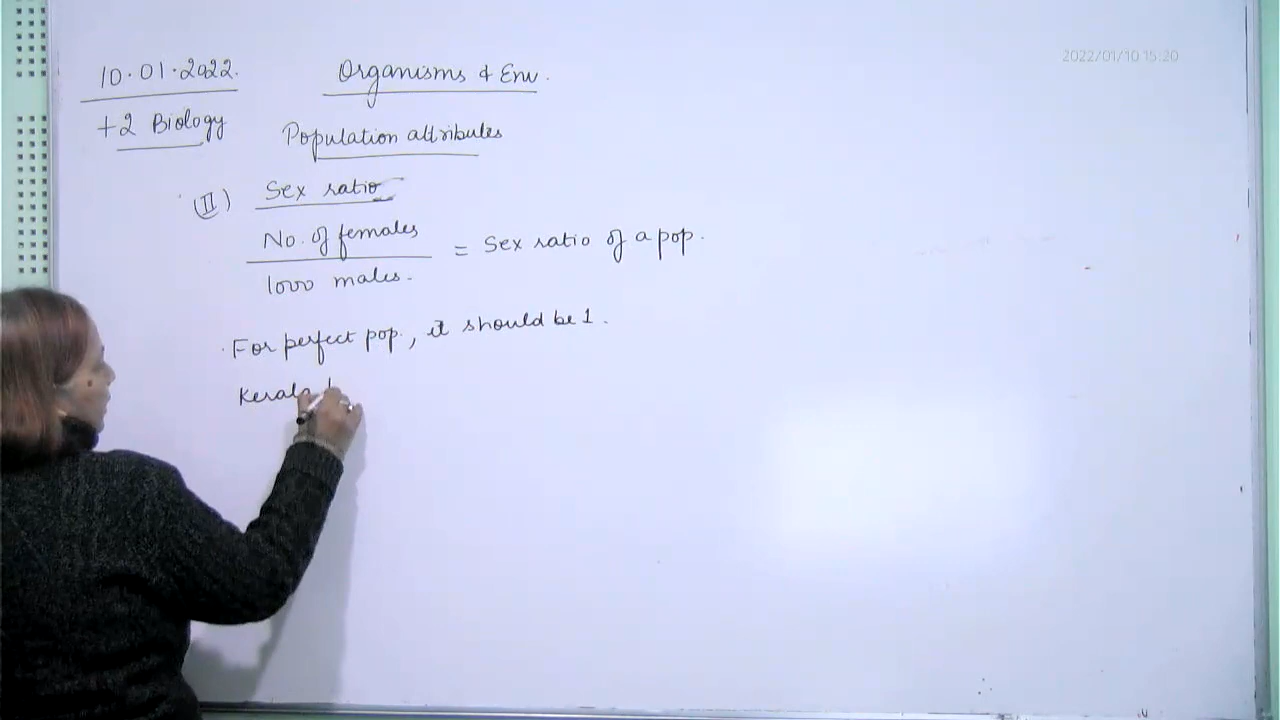 2022/01/10 15:20
10.01.2022.
Organisms & Env.
+2 Biology
Population attributes
(II) Sex ratio
No. of females
= Sex ratio of a pop.
1000 males.
For perfect pop., it should be 1.
Kerala